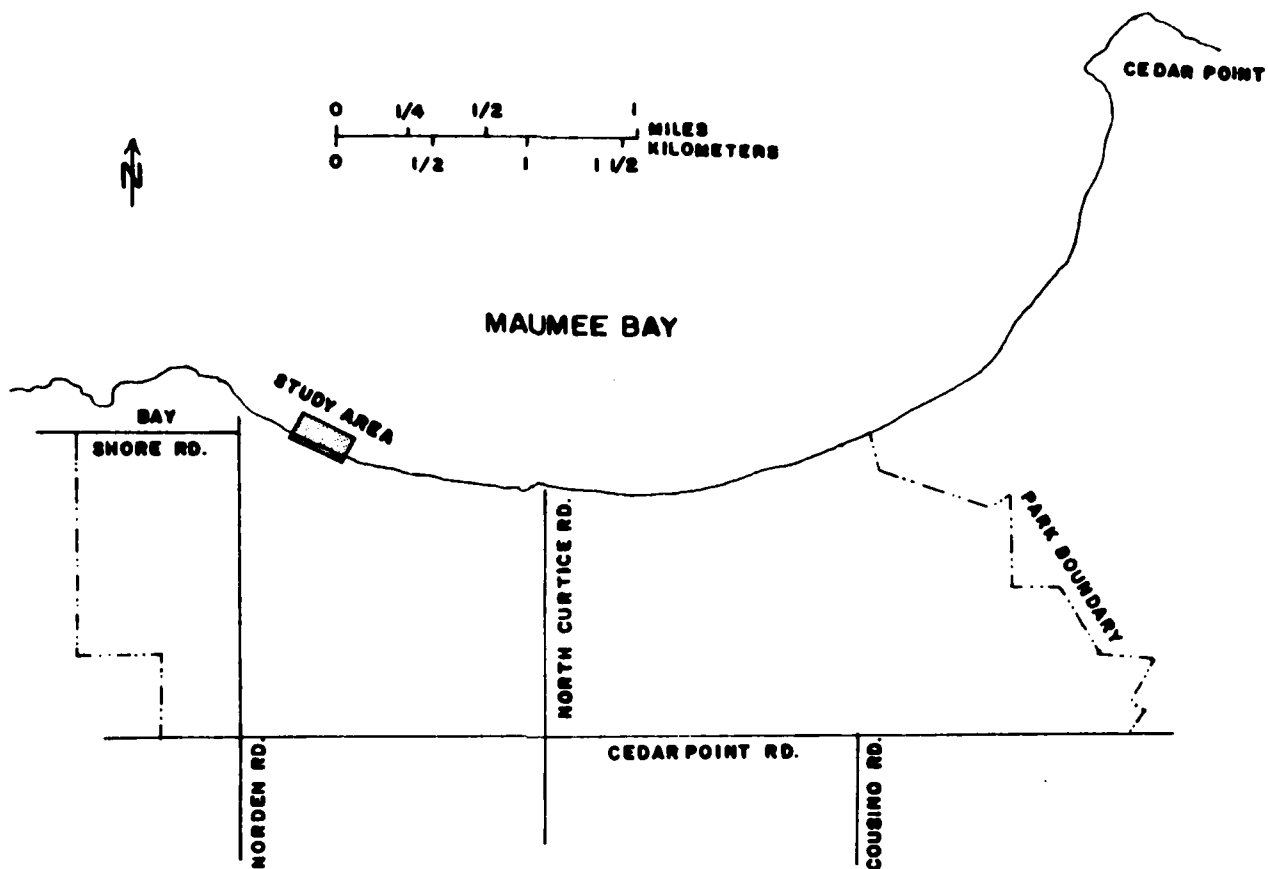 CEDAR POINT
0 1/4 1/2 1
MILES
KILOMETERS
0 1/2 1 1 1/2
N
MAUMEE BAY
STUDY AREA
BAY
SHORE RD.
PARK BOUNDARY
NORTH CURTICE RD.
CEDAR POINT RD.
NORDEN RD.
COUSINO RD.